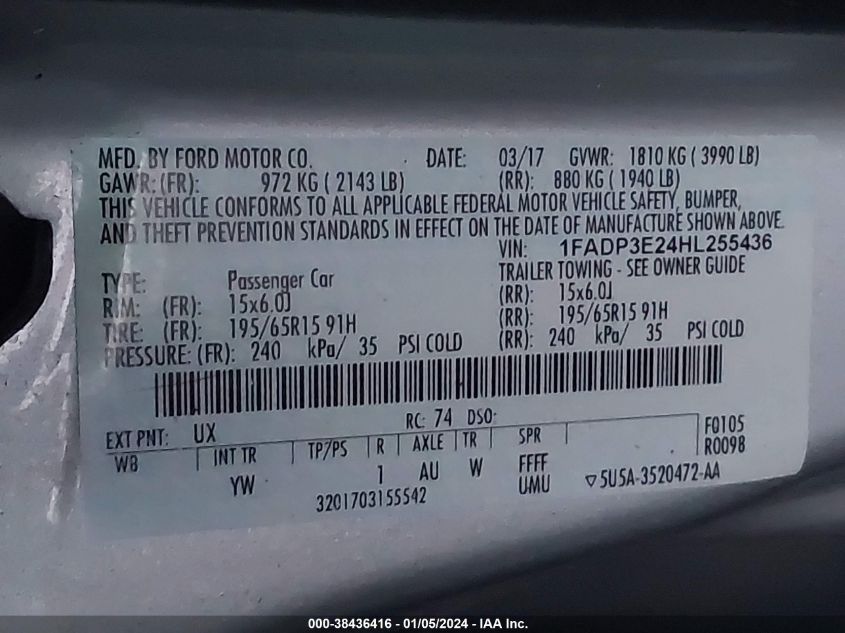 MFD. BY FORD MOTOR CO. DATE: 03/17 GVWR: 1810 KG ( 3990 LB)
GAWR: (FR): 972 KG ( 2143 LB) (RR): 880 KG ( 1940 LB)
THIS VEHICLE CONFORMS TO ALL APPLICABLE FEDERAL MOTOR VEHICLE SAFETY, BUMPER,
AND THEFT PREVENTION STANDARDS IN EFFECT ON THE DATE OF MANUFACTURE SHOWN ABOVE.
VIN: 1FADP3E24HL255436
TYPE: Passenger Car TRAILER TOWING - SEE OWNER GUIDE
RIM: (FR): 15x6.0J (RR): 15x6.0J
TIRE: (FR): 195/65R15 91H (RR): 195/65R15 91H
PRESSURE: (FR): 240 kPa/ 35 PSI COLD (RR): 240 kPa/ 35 PSI COLD
EXT PNT: UX RC: 74 DSO: F0105
WB INT TR TP/PS R AXLE TR SPR R0098
YW 1 AU W FFFF
UMU ▽5U5A-3520472-AA
3201703155542
000-38436416 - 01/05/2024 - IAA Inc.